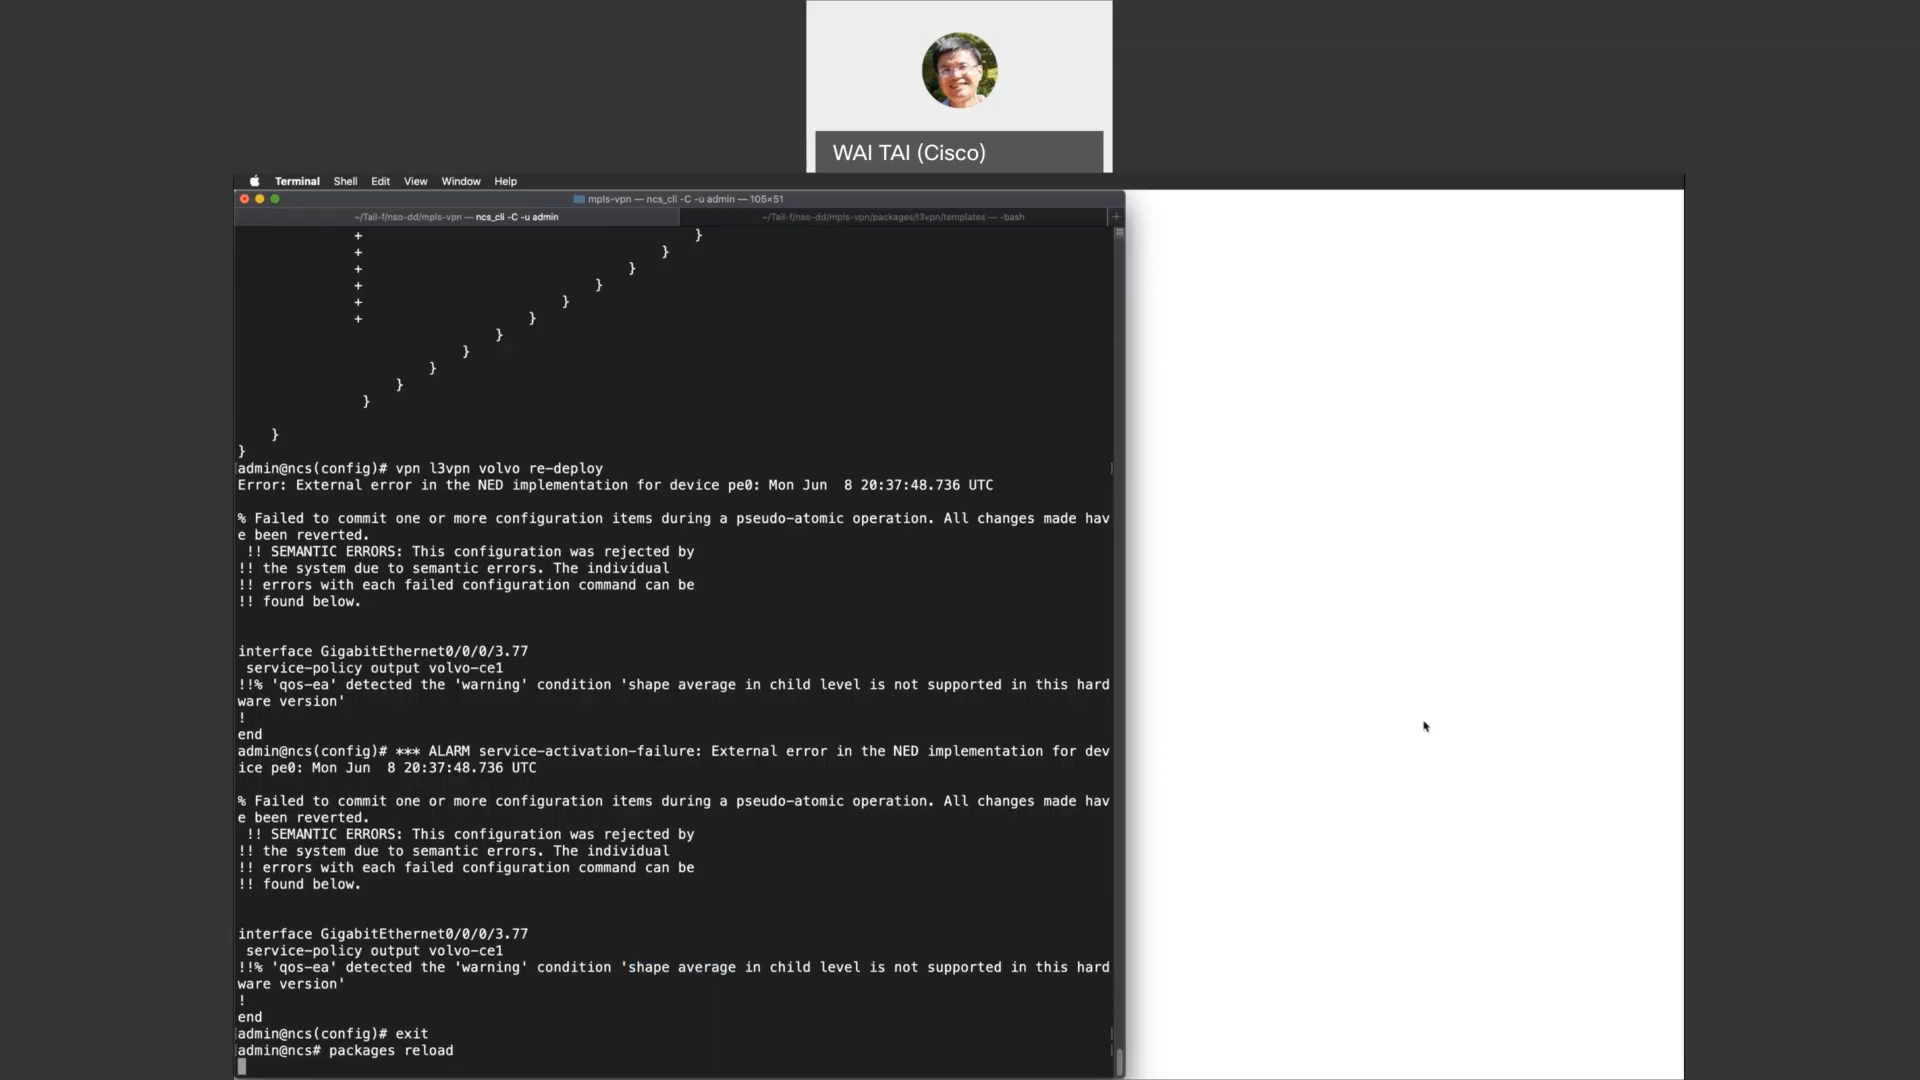 WAI TAI (Cisco)
Terminal Shell Edit View Window Help
mpls-vpn — ncs_cli -C -u admin — 105×51
~/Tail-f/nso-dd/mpls-vpn — ncs_cli -C -u admin
~/Tail-f/nso-dd/mpls-vpn/packages/l3vpn/templates — -bash
+ }
+ }
+ }
+ }
+ }
+ }
}
}
}
}
}
}
}
admin@ncs(config)# vpn l3vpn volvo re-deploy
Error: External error in the NED implementation for device pe0: Mon Jun  8 20:37:48.736 UTC
% Failed to commit one or more configuration items during a pseudo-atomic operation. All changes made hav
e been reverted.
!! SEMANTIC ERRORS: This configuration was rejected by
!! the system due to semantic errors. The individual
!! errors with each failed configuration command can be
!! found below.
interface GigabitEthernet0/0/0/3.77
service-policy output volvo-ce1
!!% 'qos-ea' detected the 'warning' condition 'shape average in child level is not supported in this hard
ware version'
!
end
admin@ncs(config)# *** ALARM service-activation-failure: External error in the NED implementation for dev
ice pe0: Mon Jun  8 20:37:48.736 UTC
% Failed to commit one or more configuration items during a pseudo-atomic operation. All changes made hav
e been reverted.
!! SEMANTIC ERRORS: This configuration was rejected by
!! the system due to semantic errors. The individual
!! errors with each failed configuration command can be
!! found below.
interface GigabitEthernet0/0/0/3.77
service-policy output volvo-ce1
!!% 'qos-ea' detected the 'warning' condition 'shape average in child level is not supported in this hard
ware version'
!
end
admin@ncs(config)# exit
admin@ncs# packages reload